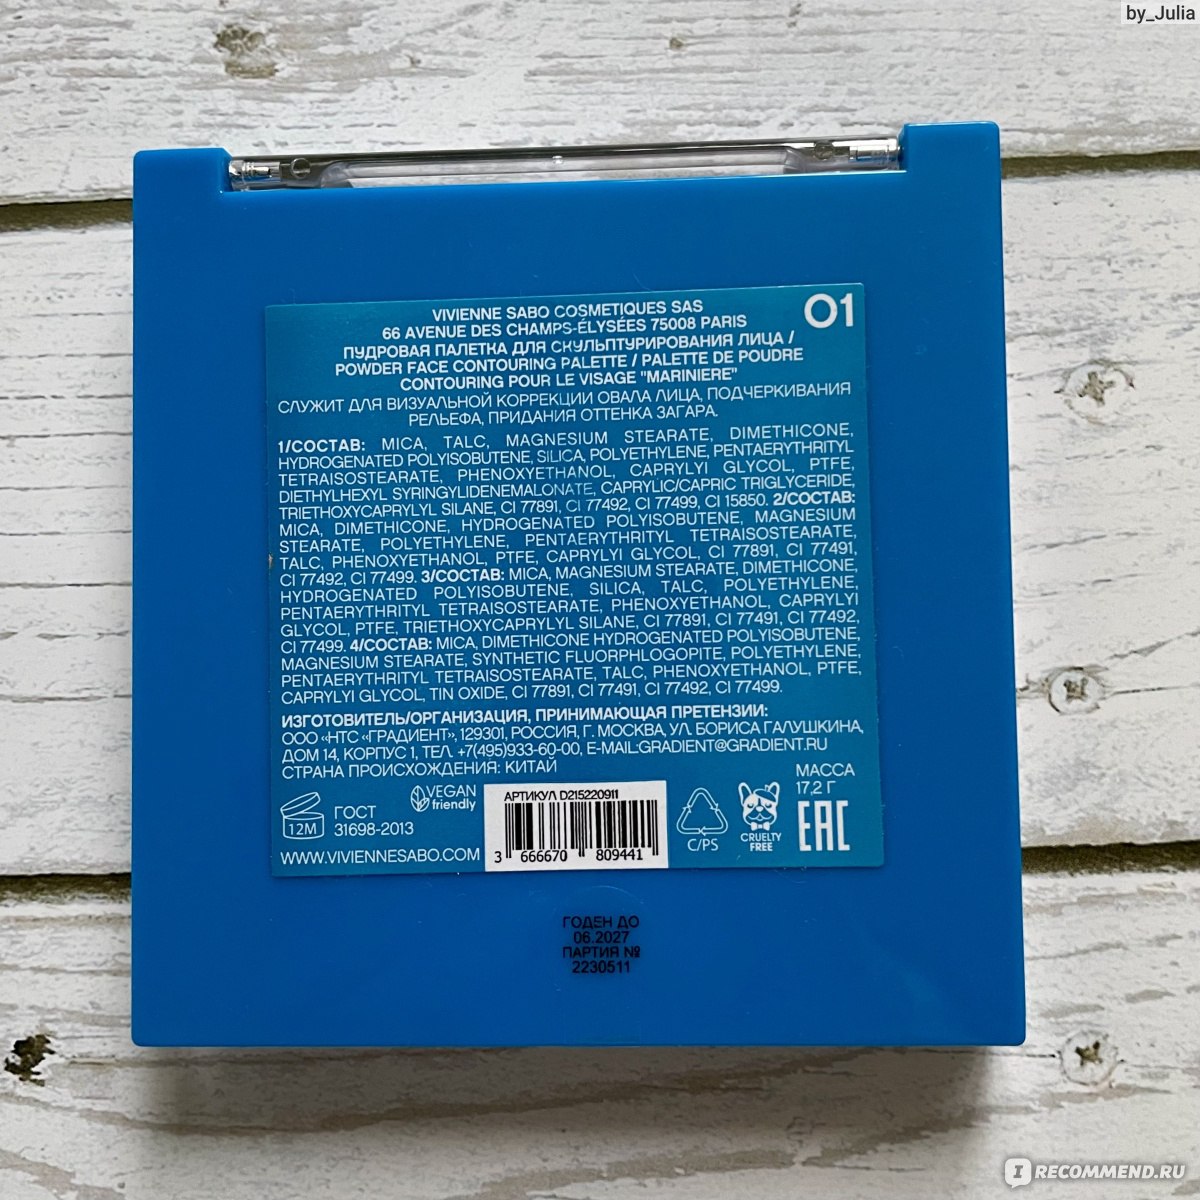 by_Julia
VIVIENNE SABO COSMETIQUES SAS
01
66 AVENUE DES CHAMPS-ÉLYSÉES 75008 PARIS
ПУДРОВАЯ ПАЛЕТКА ДЛЯ СКУЛЬПТУРИРОВАНИЯ ЛИЦА /
POWDER FACE CONTOURING PALETTE / PALETTE DE POUDRE
CONTOURING POUR LE VISAGE "MARINIERE"
СЛУЖИТ ДЛЯ ВИЗУАЛЬНОЙ КОРРЕКЦИИ ОВАЛА ЛИЦА, ПОДЧЕРКИВАНИЯ
РЕЛЬЕФА, ПРИДАНИЯ ОТТЕНКА ЗАГАРА.
1/СОСТАВ: MICA, TALC, MAGNESIUM STEARATE, DIMETHICONE,
HYDROGENATED POLYISOBUTENE, SILICA, POLYETHYLENE, PENTAERYTHRITYL
TETRAISOSTEARATE, PHENOXYETHANOL, CAPRYLYI GLYCOL, PTFE,
DIETHYLHEXYL SYRINGYLIDENEMALONATE, CAPRYLIC/CAPRIC TRIGLYCERIDE,
TRIETHOXYCAPRYLYL SILANE, CI 77891, CI 77492, CI 77499, CI 15850. 2/СОСТАВ:
MICA, DIMETHICONE, HYDROGENATED POLYISOBUTENE, MAGNESIUM
STEARATE, POLYETHYLENE, PENTAERYTHRITYL TETRAISOSTEARATE,
TALC, PHENOXYETHANOL, PTFE, CAPRYLYI GLYCOL, CI 77891, CI 77491,
CI 77492, CI 77499. 3/СОСТАВ: MICA, MAGNESIUM STEARATE, DIMETHICONE,
HYDROGENATED POLYISOBUTENE, SILICA, TALC, POLYETHYLENE,
PENTAERYTHRITYL TETRAISOSTEARATE, PHENOXYETHANOL, CAPRYLYI
GLYCOL, PTFE, TRIETHOXYCAPRYLYL SILANE, CI 77891, CI 77491, CI 77492,
CI 77499. 4/СОСТАВ: MICA, DIMETHICONE HYDROGENATED POLYISOBUTENE,
MAGNESIUM STEARATE, SYNTHETIC FLUORPHLOGOPITE, POLYETHYLENE,
PENTAERYTHRITYL TETRAISOSTEARATE, TALC, PHENOXYETHANOL, PTFE,
CAPRYLYI GLYCOL, TIN OXIDE, CI 77891, CI 77491, CI 77492, CI 77499.
ИЗГОТОВИТЕЛЬ/ОРГАНИЗАЦИЯ, ПРИНИМАЮЩАЯ ПРЕТЕНЗИИ:
ООО «НТС «ГРАДИЕНТ», 129301, РОССИЯ, Г. МОСКВА, УЛ. БОРИСА ГАЛУШКИНА,
ДОМ 14, КОРПУС 1, ТЕЛ. +7(495)933-60-00, E-MAIL:GRADIENT@GRADIENT.RU
СТРАНА ПРОИСХОЖДЕНИЯ: КИТАЙ
МАССА
17,2 Г
12M
ГОСТ
31698-2013
VEGAN
friendly
АРТИКУЛ D215220911
3 666670 809441
C/PS
CRUELTY
FREE
EAC
WWW.VIVIENNESABO.COM
ГОДЕН ДО
06.2027
ПАРТИЯ №
2230511
I RECOMMEND.RU